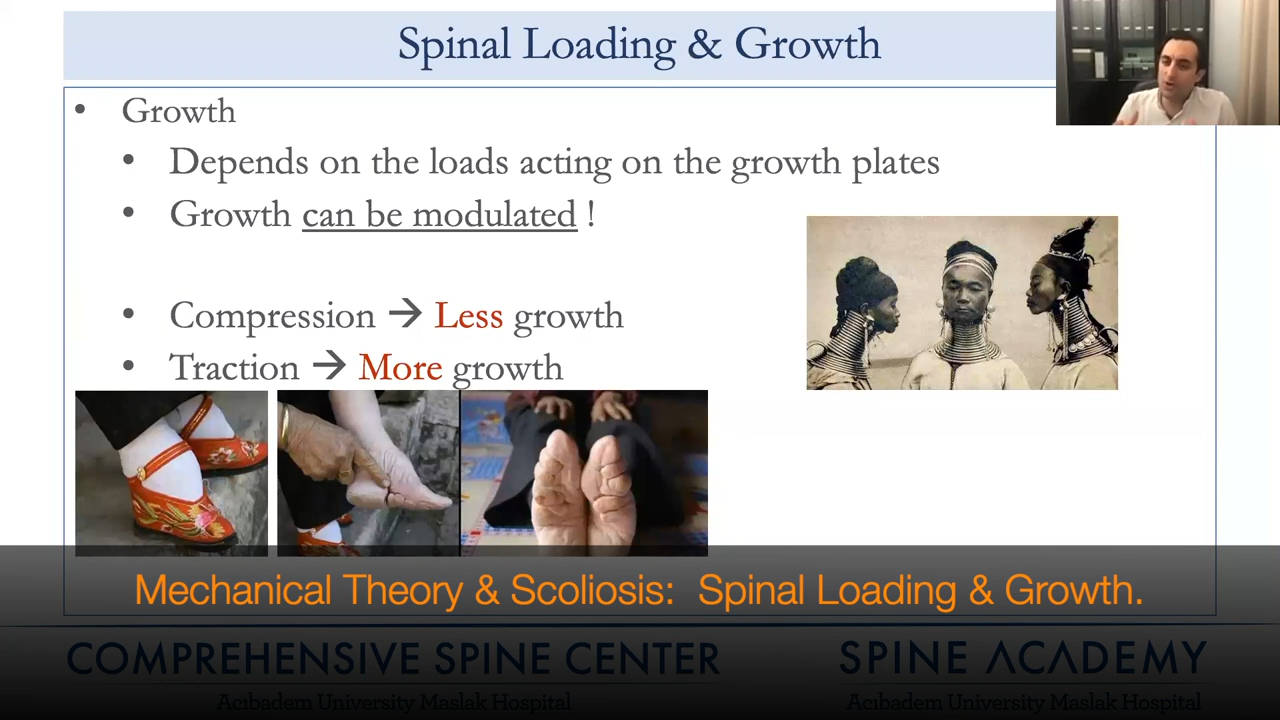 Spinal Loading & Growth
• Growth
• Depends on the loads acting on the growth plates
• Growth can be modulated !
• Compression → Less growth
• Traction → More growth
Mechanical Theory & Scoliosis: Spinal Loading & Growth.
COMPREHENSIVE SPINE CENTER
Acıbadem University Maslak Hospital
SPINE ACADEMY
Acıbadem University Maslak Hospital